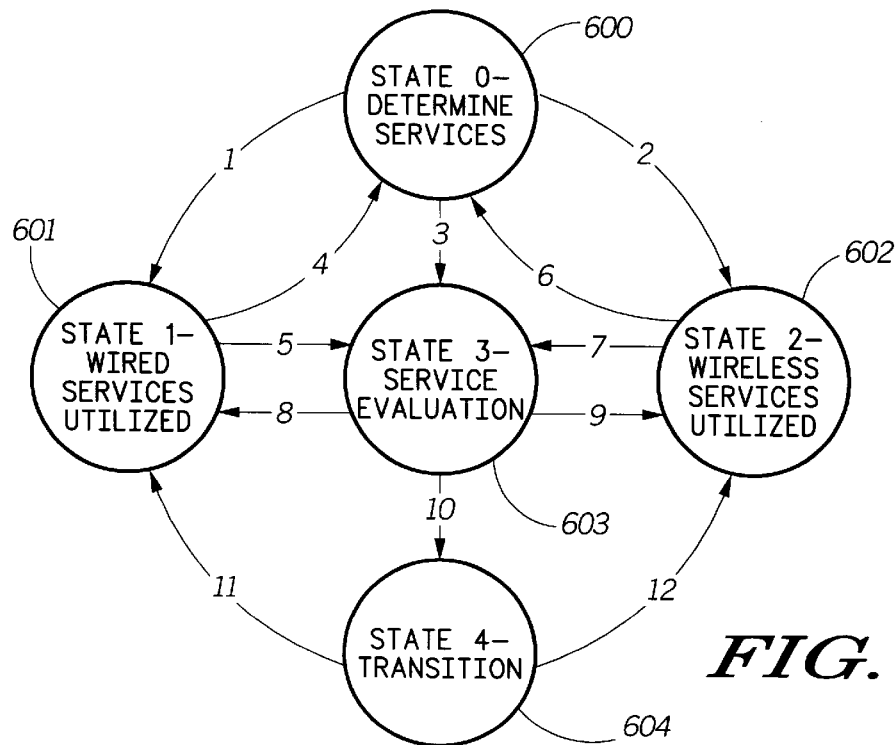 600
STATE 0-
DETERMINE
SERVICES
1
2
601
3
602
4
6
STATE 1-
WIRED
SERVICES
UTILIZED
5
STATE 3-
SERVICE
EVALUATION
7
STATE 2-
WIRELESS
SERVICES
UTILIZED
8
9
10
603
11
12
STATE 4-
TRANSITION
FIG.
604